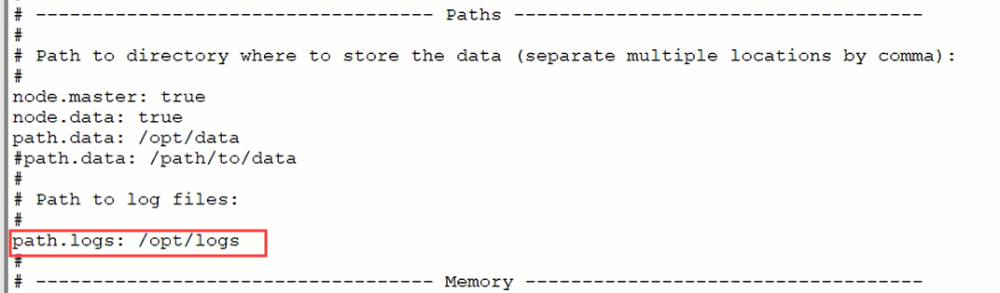 # ----------------------------------- Paths ------------------------------------
#
# Path to directory where to store the data (separate multiple locations by comma):
#
node.master: true
node.data: true
path.data: /opt/data
#path.data: /path/to/data
#
# Path to log files:
#
path.logs: /opt/logs
#
# ----------------------------------- Memory -----------------------------------